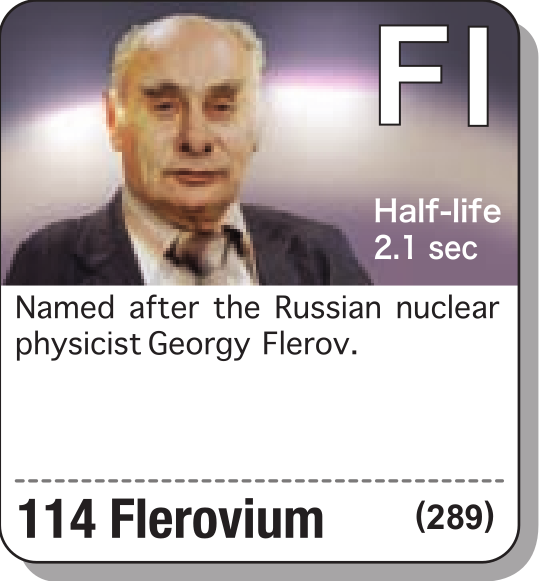 Fl
Half-life
2.1 sec
Named after the Russian nuclear
physicist Georgy Flerov.
114 Flerovium (289)